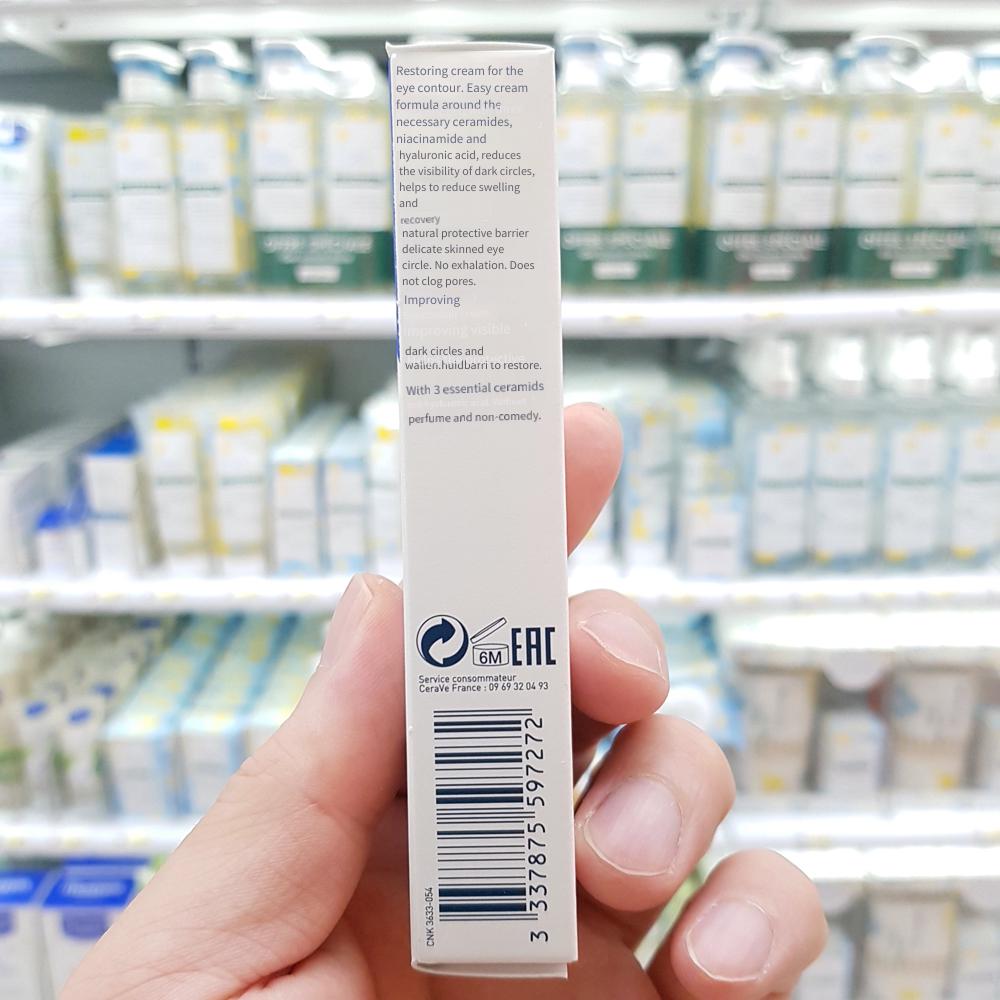 Restoring cream for the
eye contour. Easy cream
formula around the
necessary ceramides,
niacinamide and
hyaluronic acid, reduces
the visibility of dark circles,
helps to reduce swelling
and
recovery
natural protective barrier
delicate skinned eye
circle. No exhalation. Does
not clog pores.
Improving
Improving visible
dark circles and
wallen.huidbarri to restore.
With 3 essential ceramids
perfume and non-comedy.
6M EAC
Service consommateur
CeraVe France : 09 69 32 04 93
CNK 3633-054
3 337875 597272